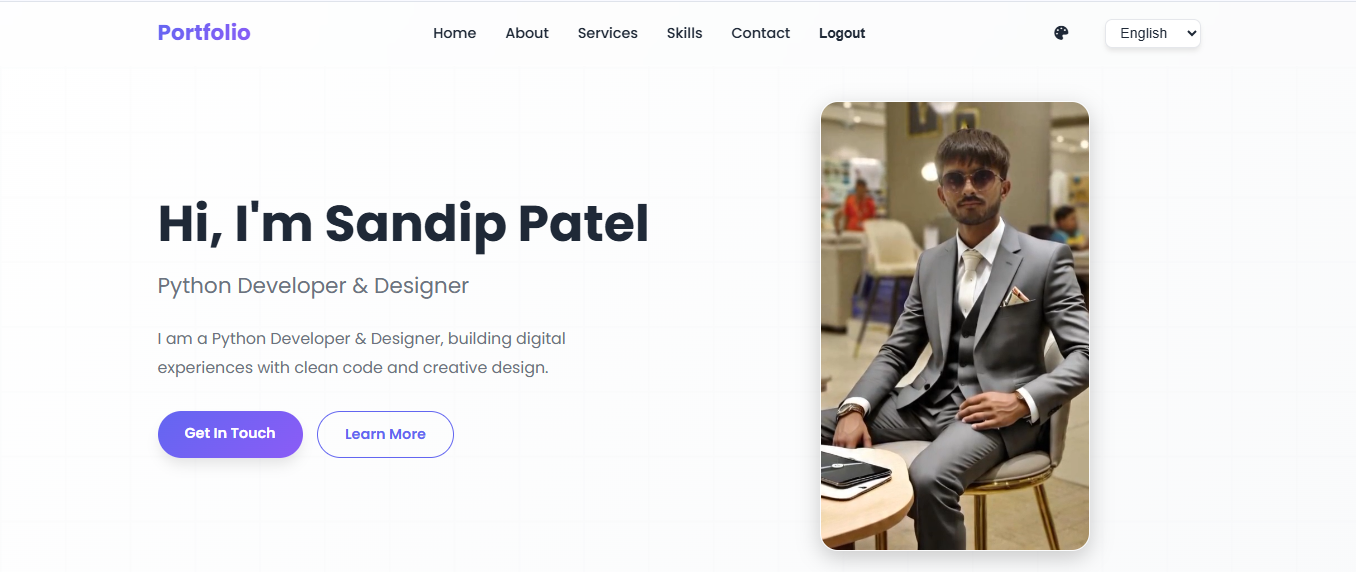 Portfolio
Home About Services Skills Contact Logout
English
Hi, I'm Sandip Patel
Python Developer & Designer
I am a Python Developer & Designer, building digital
experiences with clean code and creative design.
Get In Touch
Learn More